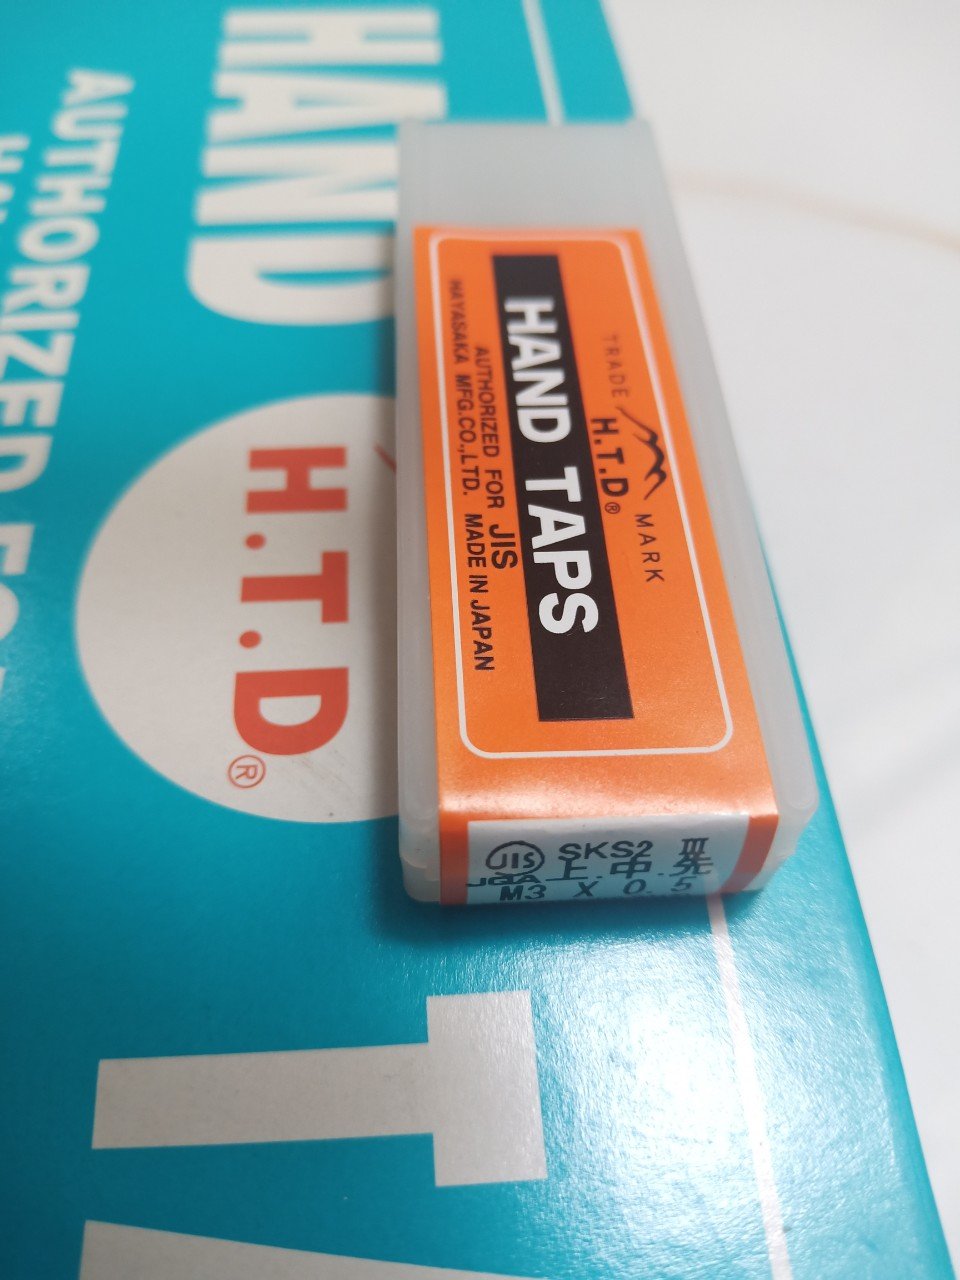 HAND
AUTHORIZED
H.T.D®
TRADE MARK
H.T.D®
HAND TAPS
AUTHORIZED FOR JIS
HAYASAKA MFG.CO.,LTD. MADE IN JAPAN
JIS SKS2 III
上.中.先
M3 X 0.5